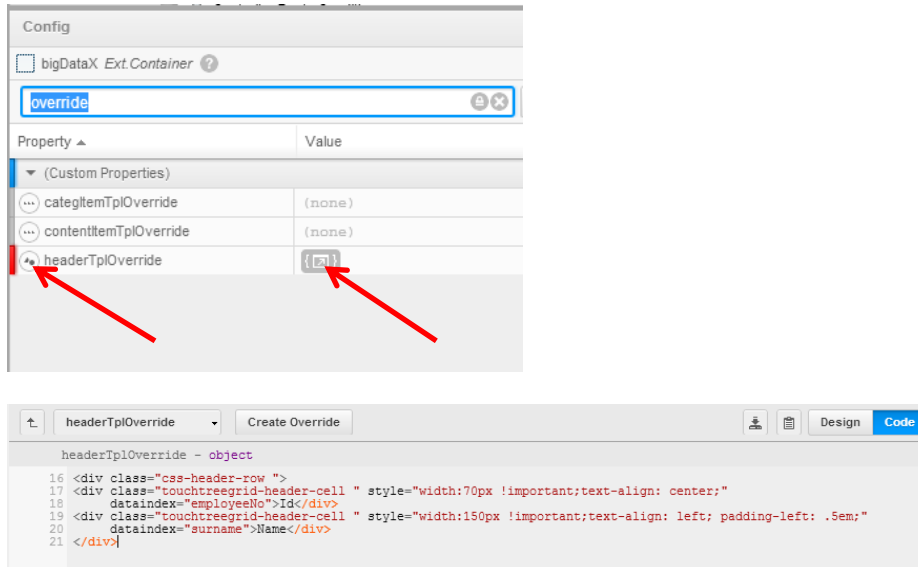 Config
bigDataX Ext.Container ?
override
Property Value
(Custom Properties)
categItemTplOverride (none)
contentItemTplOverride (none)
headerTplOverride { }
headerTplOverride Create Override Design Code
headerTplOverride - object
16 <div class="css-header-row ">
17 <div class="touchtreegrid-header-cell " style="width:70px !important;text-align: center;"
18 dataindex="employeeNo">Id</div>
19 <div class="touchtreegrid-header-cell " style="width:150px !important;text-align: left; padding-left: .5em;"
20 dataindex="surname">Name</div>
21 </div>